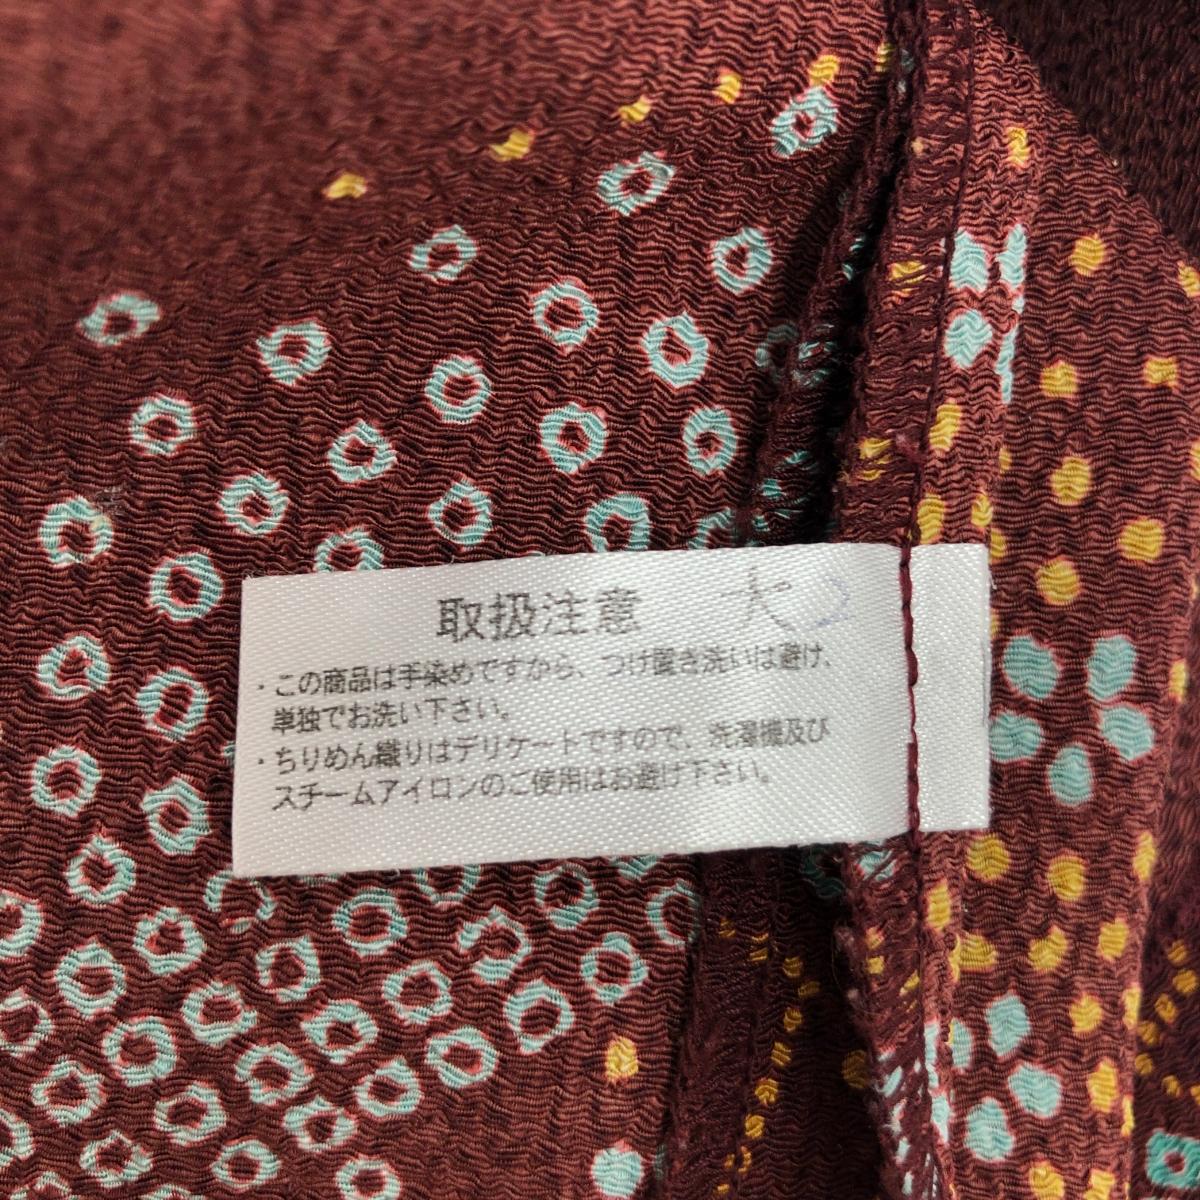 取扱注意
・この商品は手染めですから、つけ置き洗いは避け、
単独でお洗い下さい。
・ちりめん織りはデリケートですので、洗濯機及び
スチームアイロンのご使用はお避け下さい。